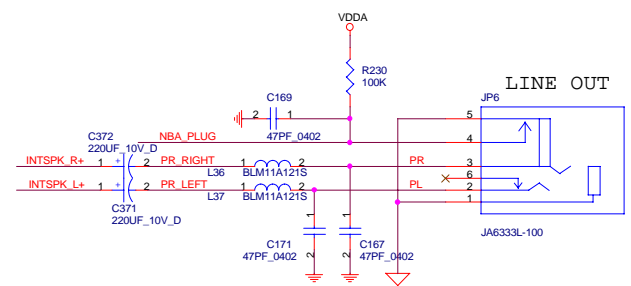 VDDA
R230
100K
LINE OUT
C169
JP6
2 1
5
C372
NBA_PLUG
47PF_0402
4
220UF_10V_D
INTSPK_R+ 1 + 2 PR_RIGHT 1 2 PR 3
L36 BLM11A121S
6
INTSPK_L+ 1 + 2 PR_LEFT 1 2 PL 2
L37 BLM11A121S
1
C371
220UF_10V_D
1 1
C171
47PF_0402
C167
47PF_0402
2 2
JA6333L-100